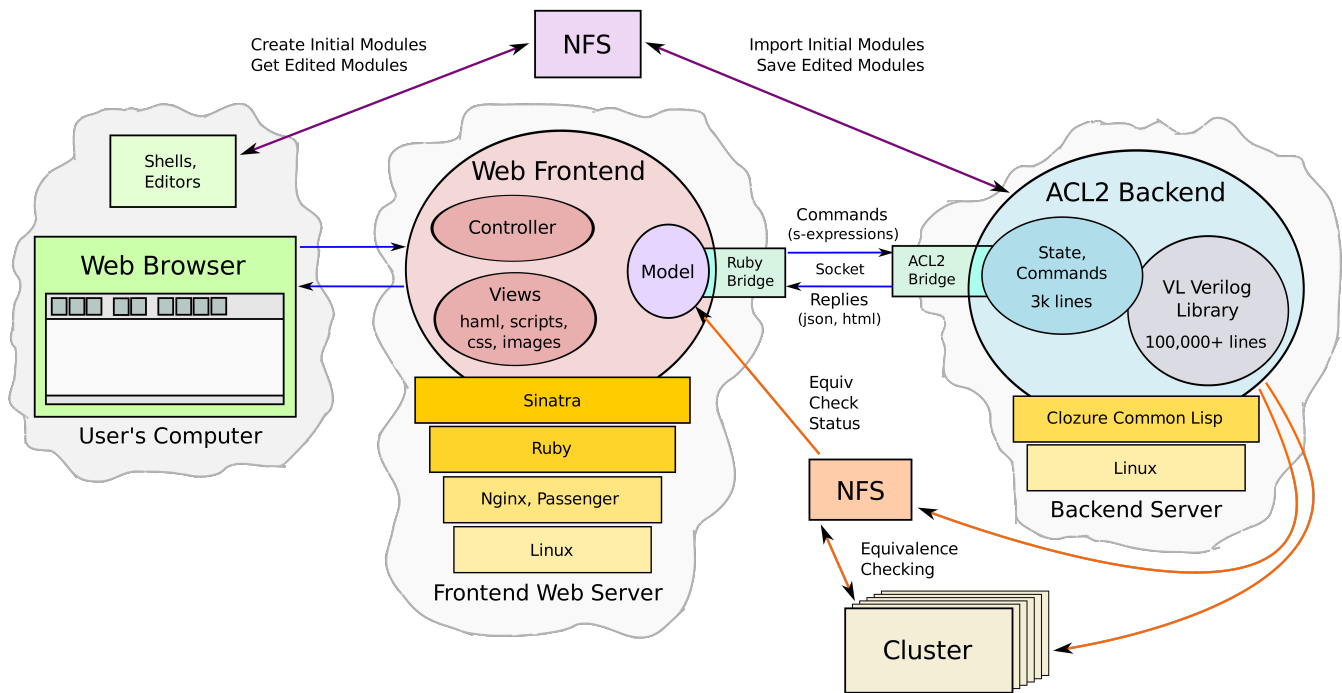 NFS
Create Initial Modules
Get Edited Modules
Import Initial Modules
Save Edited Modules
Shells,
Editors
Web Browser
User's Computer
Web Frontend
Controller
Views
haml, scripts,
css, images
Model
Ruby
Bridge
Sinatra
Ruby
Nginx, Passenger
Linux
Frontend Web Server
Commands
(s-expressions)
Socket
Replies
(json, html)
ACL2 Backend
ACL2
Bridge
State,
Commands
3k lines
VL Verilog
Library
100,000+ lines
Clozure Common Lisp
Linux
Backend Server
Equiv
Check
Status
NFS
Equivalence
Checking
Cluster